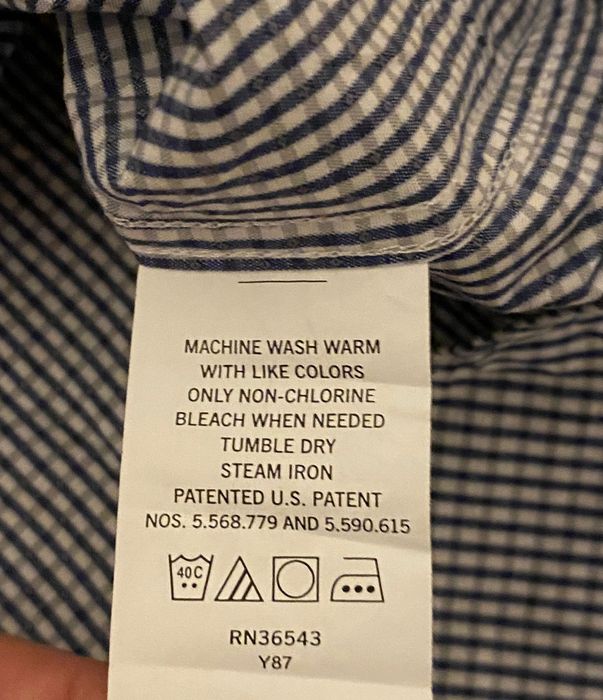 MACHINE WASH WARM
WITH LIKE COLORS
ONLY NON-CHLORINE
BLEACH WHEN NEEDED
TUMBLE DRY
STEAM IRON
PATENTED U.S. PATENT
NOS. 5.568.779 AND 5.590.615
40C
RN36543
Y87